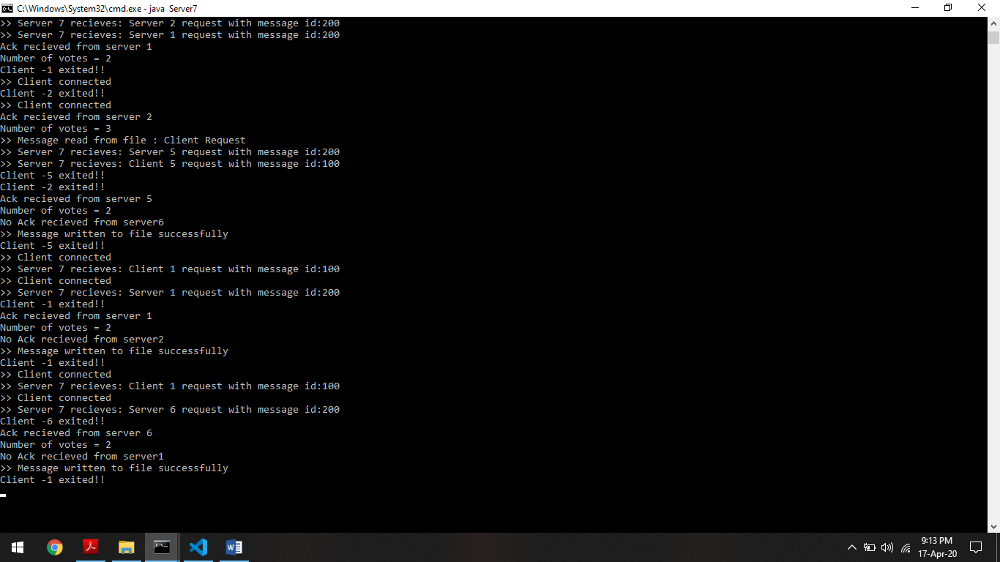 C:\Windows\System32\cmd.exe - java  Server7
>> Server 7 recieves: Server 2 request with message id:200
>> Server 7 recieves: Server 1 request with message id:200
Ack recieved from server 1
Number of votes = 2
Client -1 exited!!
>> Client connected
Client -2 exited!!
>> Client connected
Ack recieved from server 2
Number of votes = 3
>> Message read from file : Client Request
>> Server 7 recieves: Server 5 request with message id:200
>> Server 7 recieves: Client 5 request with message id:100
Client -5 exited!!
Client -2 exited!!
Ack recieved from server 5
Number of votes = 2
No Ack recieved from server6
>> Message written to file successfully
Client -5 exited!!
>> Client connected
>> Server 7 recieves: Client 1 request with message id:100
>> Client connected
>> Server 7 recieves: Server 1 request with message id:200
Client -1 exited!!
Ack recieved from server 1
Number of votes = 2
No Ack recieved from server2
>> Message written to file successfully
Client -1 exited!!
>> Client connected
>> Server 7 recieves: Client 1 request with message id:100
>> Client connected
>> Server 7 recieves: Server 6 request with message id:200
Client -6 exited!!
Ack recieved from server 6
Number of votes = 2
No Ack recieved from server1
>> Message written to file successfully
Client -1 exited!!
9:13 PM
17-Apr-20